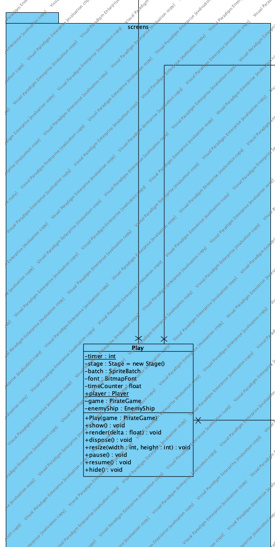 screens
Play
-timer : int
-stage : Stage = new Stage()
-batch : SpriteBatch
-font : BitmapFont
-timeCounter : float
+player : Player
-game : PirateGame
-enemyShip : EnemyShip
+Play(game : PirateGame)
+show() : void
+render(delta : float) : void
+dispose() : void
+resize(width : int, height : int) : void
+pause() : void
+resume() : void
+hide() : void